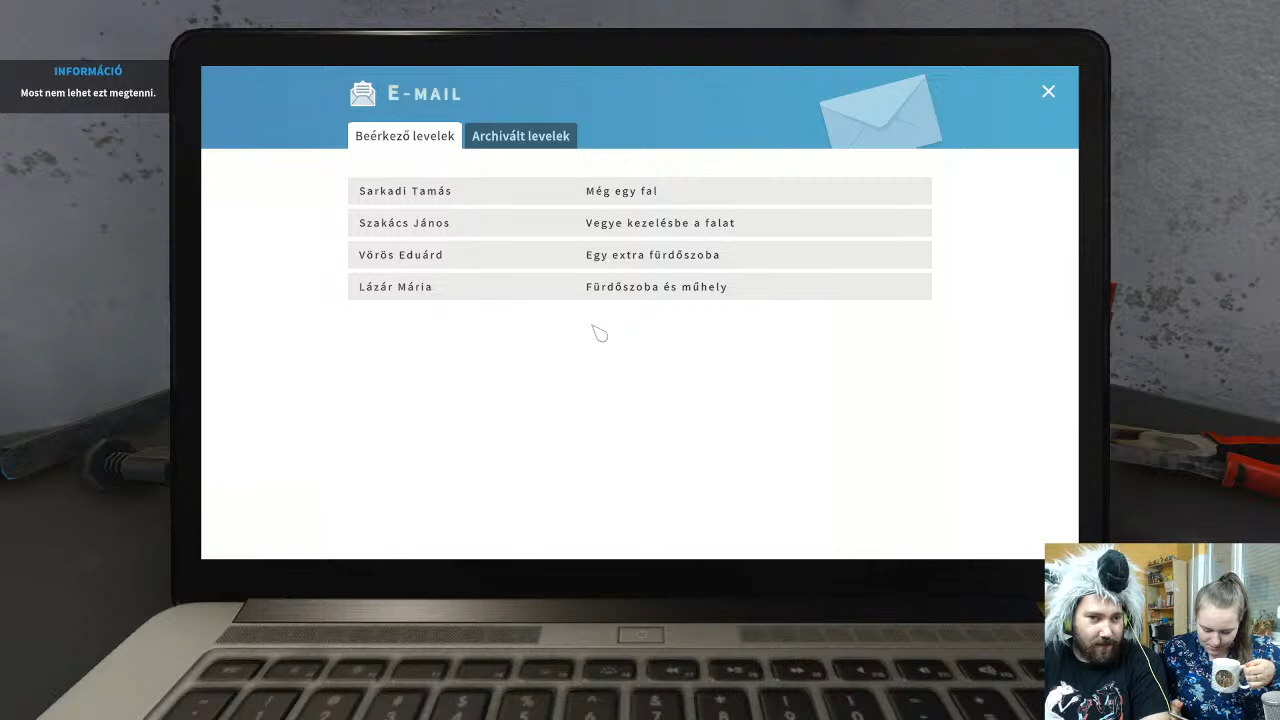 INFORMÁCIÓ
Most nem lehet ezt megtenni.
E-MAIL
Beérkező levelek
Archivált levelek
Sarkadi Tamás Még egy fal
Szakács János Vegye kezelésbe a falat
Vörös Eduárd Egy extra fürdőszoba
Lázár Mária Fürdőszoba és műhely